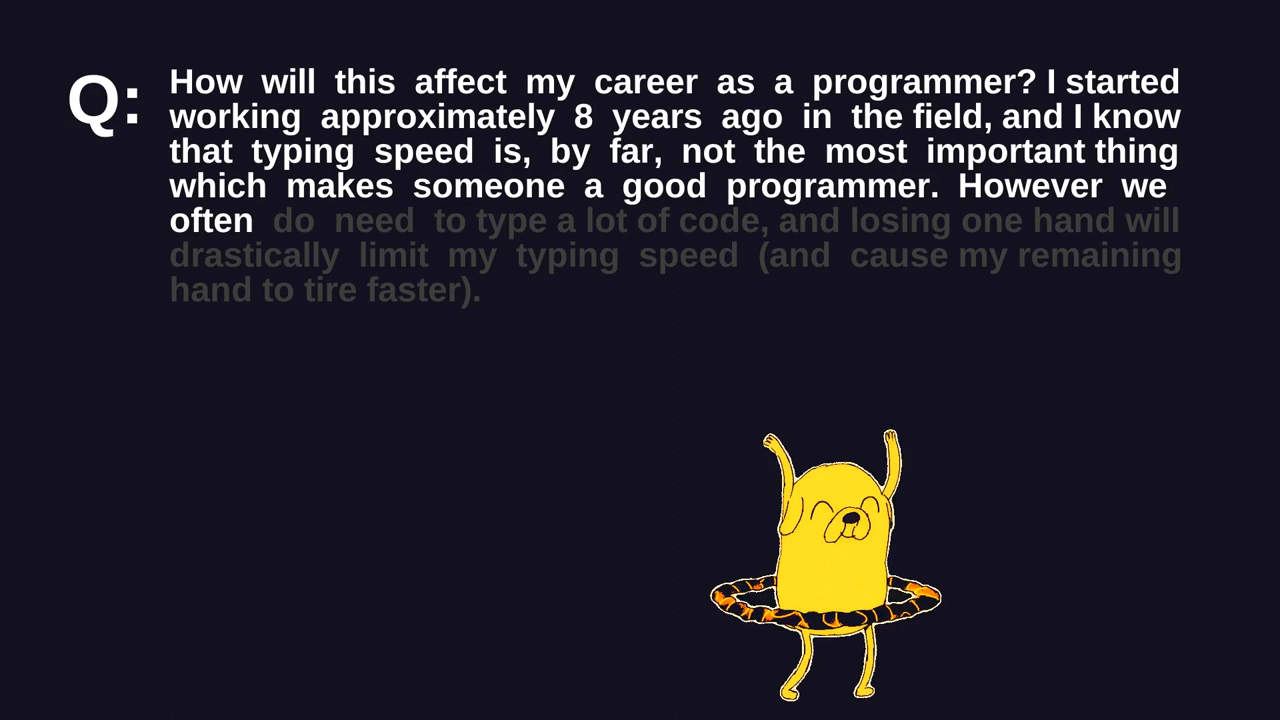 Q: How will this affect my career as a programmer? I started
working approximately 8 years ago in the field, and I know
that typing speed is, by far, not the most important thing
which makes someone a good programmer. However we
often do need to type a lot of code, and losing one hand will
drastically limit my typing speed (and cause my remaining
hand to tire faster).